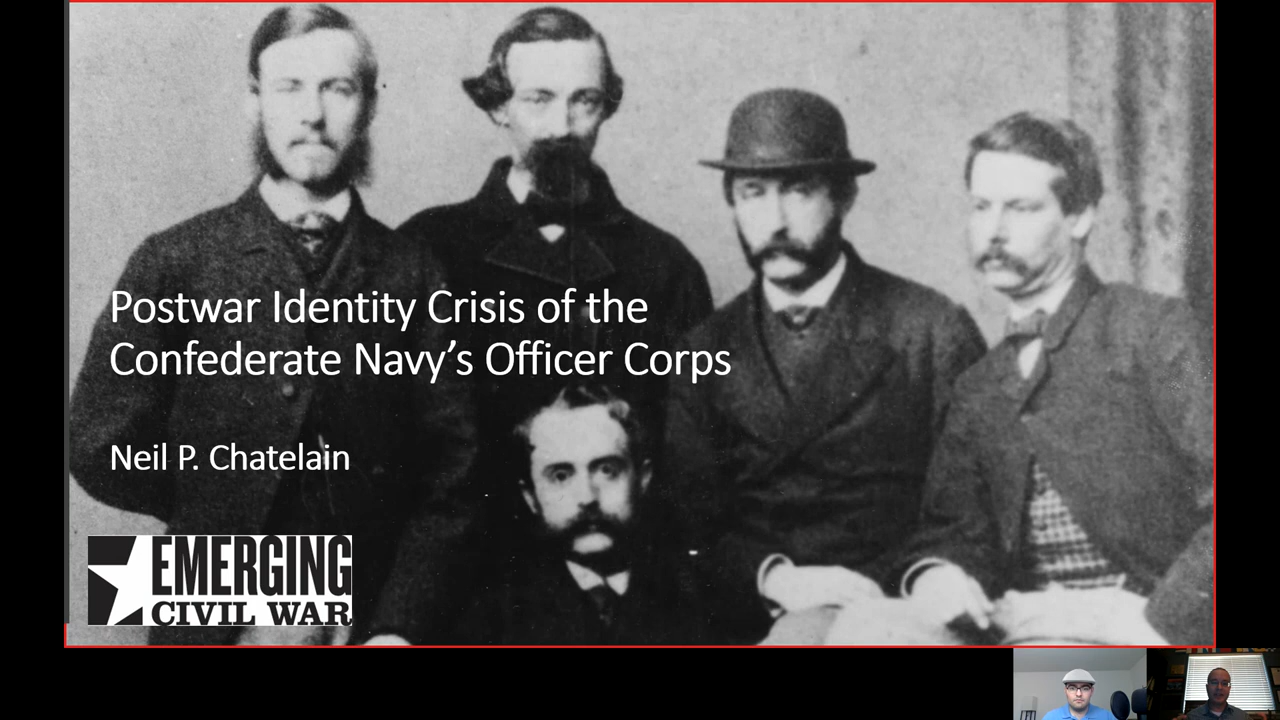 Postwar Identity Crisis of the
Confederate Navy’s Officer Corps
Neil P. Chatelain
EMERGING
CIVIL WAR